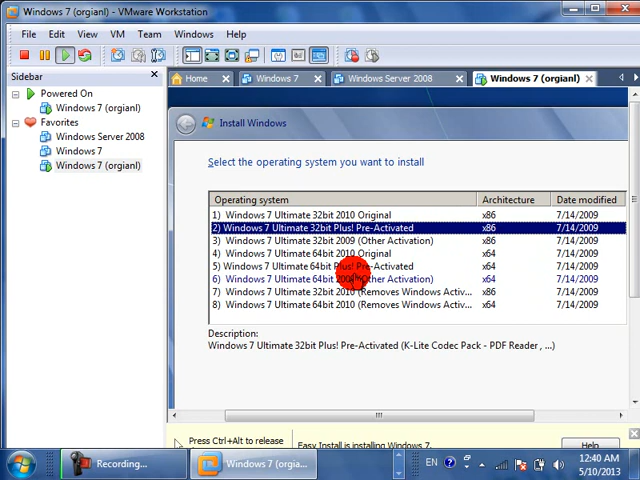 Windows 7 (orgianl) - VMware Workstation
File Edit View VM Team Windows Help
Sidebar
Home Windows 7 Windows Server 2008 Windows 7 (orgianl)
Powered On
Windows 7 (orgianl)
Favorites
Windows Server 2008
Windows 7
Windows 7 (orgianl)
Install Windows
Select the operating system you want to install
Operating system Architecture Date modified
1) Windows 7 Ultimate 32bit 2010 Original x86 7/14/2009
2) Windows 7 Ultimate 32bit Plus! Pre-Activated x86 7/14/2009
3) Windows 7 Ultimate 32bit 2009 (Other Activation) x86 7/14/2009
4) Windows 7 Ultimate 64bit 2010 Original x64 7/14/2009
5) Windows 7 Ultimate 64bit Plus! Pre-Activated x64 7/14/2009
6) Windows 7 Ultimate 64bit Other Activation) x64 7/14/2009
7) Windows 7 Ultimate 32bit 2010 (Removes Windows Activ... x86 7/14/2009
8) Windows 7 Ultimate 64bit 2010 (Removes Windows Activ... x64 7/14/2009
Description:
Windows 7 Ultimate 32bit Plus! Pre-Activated (K-Lite Codec Pack - PDF Reader , ...)
Press Ctrl+Alt to release
Easy Install is installing Windows 7. Help
Recording... Windows 7 (orgia... EN 12:40 AM
5/10/2013